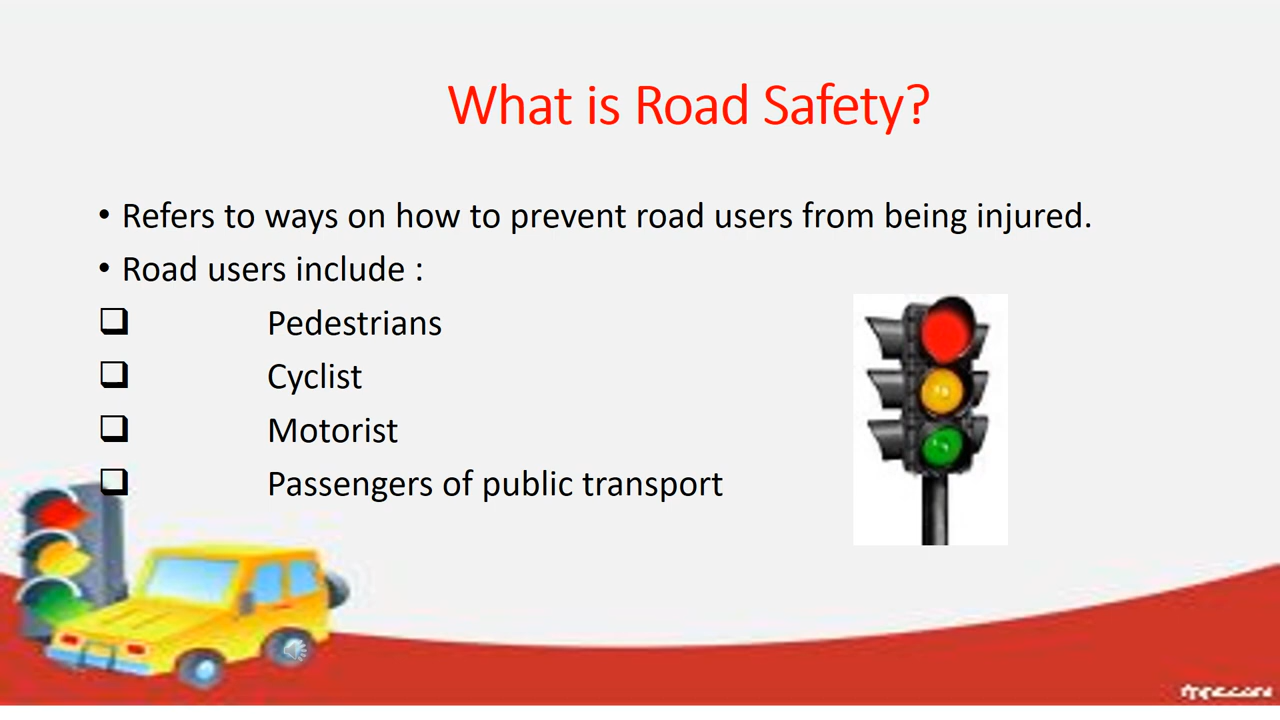 What is Road Safety?
• Refers to ways on how to prevent road users from being injured.
• Road users include :
❑ Pedestrians
❑ Cyclist
❑ Motorist
❑ Passengers of public transport